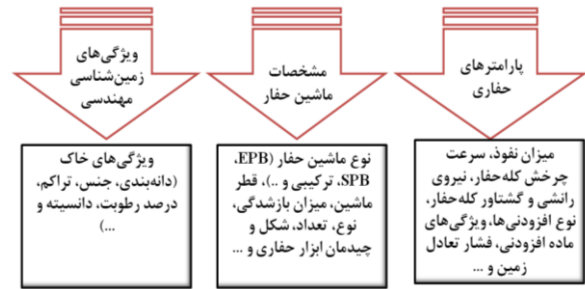 پارامترهای
حفاری
مشخصات
ماشین حفار
ویژگی‌های
زمین‌شناسی
مهندسی
میزان نفوذ، سرعت
چرخش کله‌حفار، نیروی
رانشی و گشتاور کله‌حفار،
نوع افزودنی‌ها، ویژگی‌های
ماده افزودنی، فشار تعادل
زمین و ...
نوع ماشین حفار (EPB,
SPB، ترکیبی و ..)، قطر
ماشین، میزان بازشدگی،
نوع، تعداد، شکل و
چیدمان ابزار حفاری و ...
ویژگی‌های خاک
(دانه‌بندی، جنس، تراکم،
درصد رطوبت، دانسیته و
...)